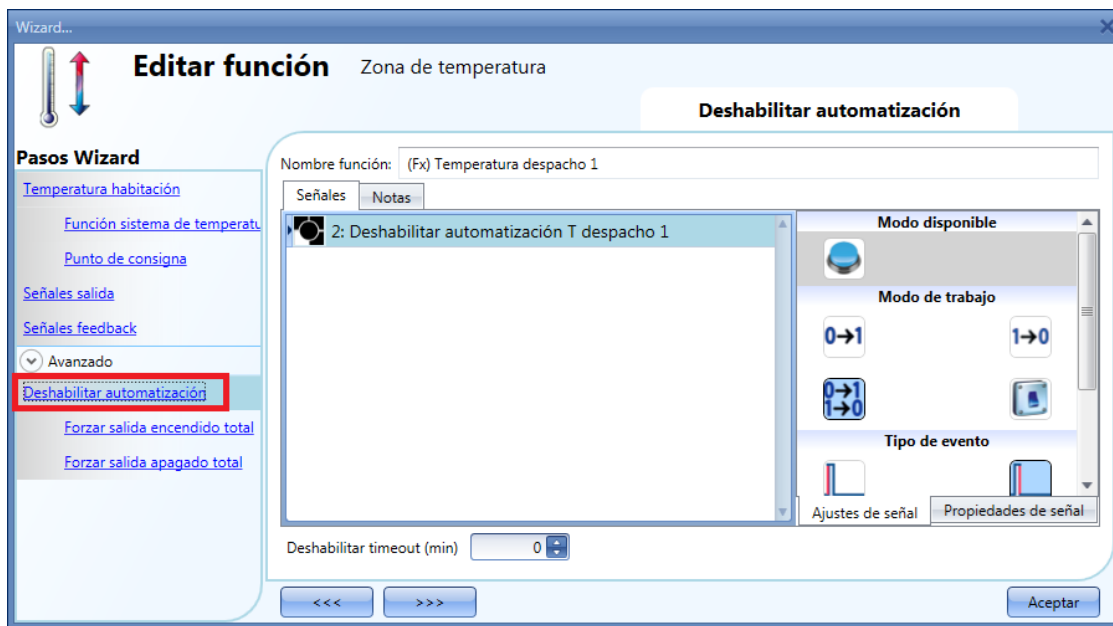 Wizard...
Editar función Zona de temperatura
Deshabilitar automatización
Pasos Wizard
Temperatura habitación
Función sistema de temperatu
Punto de consigna
Señales salida
Señales feedback
Avanzado
Deshabilitar automatización
Forzar salida encendido total
Forzar salida apagado total
Nombre función: (Fx) Temperatura despacho 1
Señales Notas
2: Deshabilitar automatización T despacho 1
Modo disponible
Modo de trabajo
0→1 1→0
0→1
1→0
Tipo de evento
Ajustes de señal Propiedades de señal
Deshabilitar timeout (min) 0
<<< >>> Aceptar